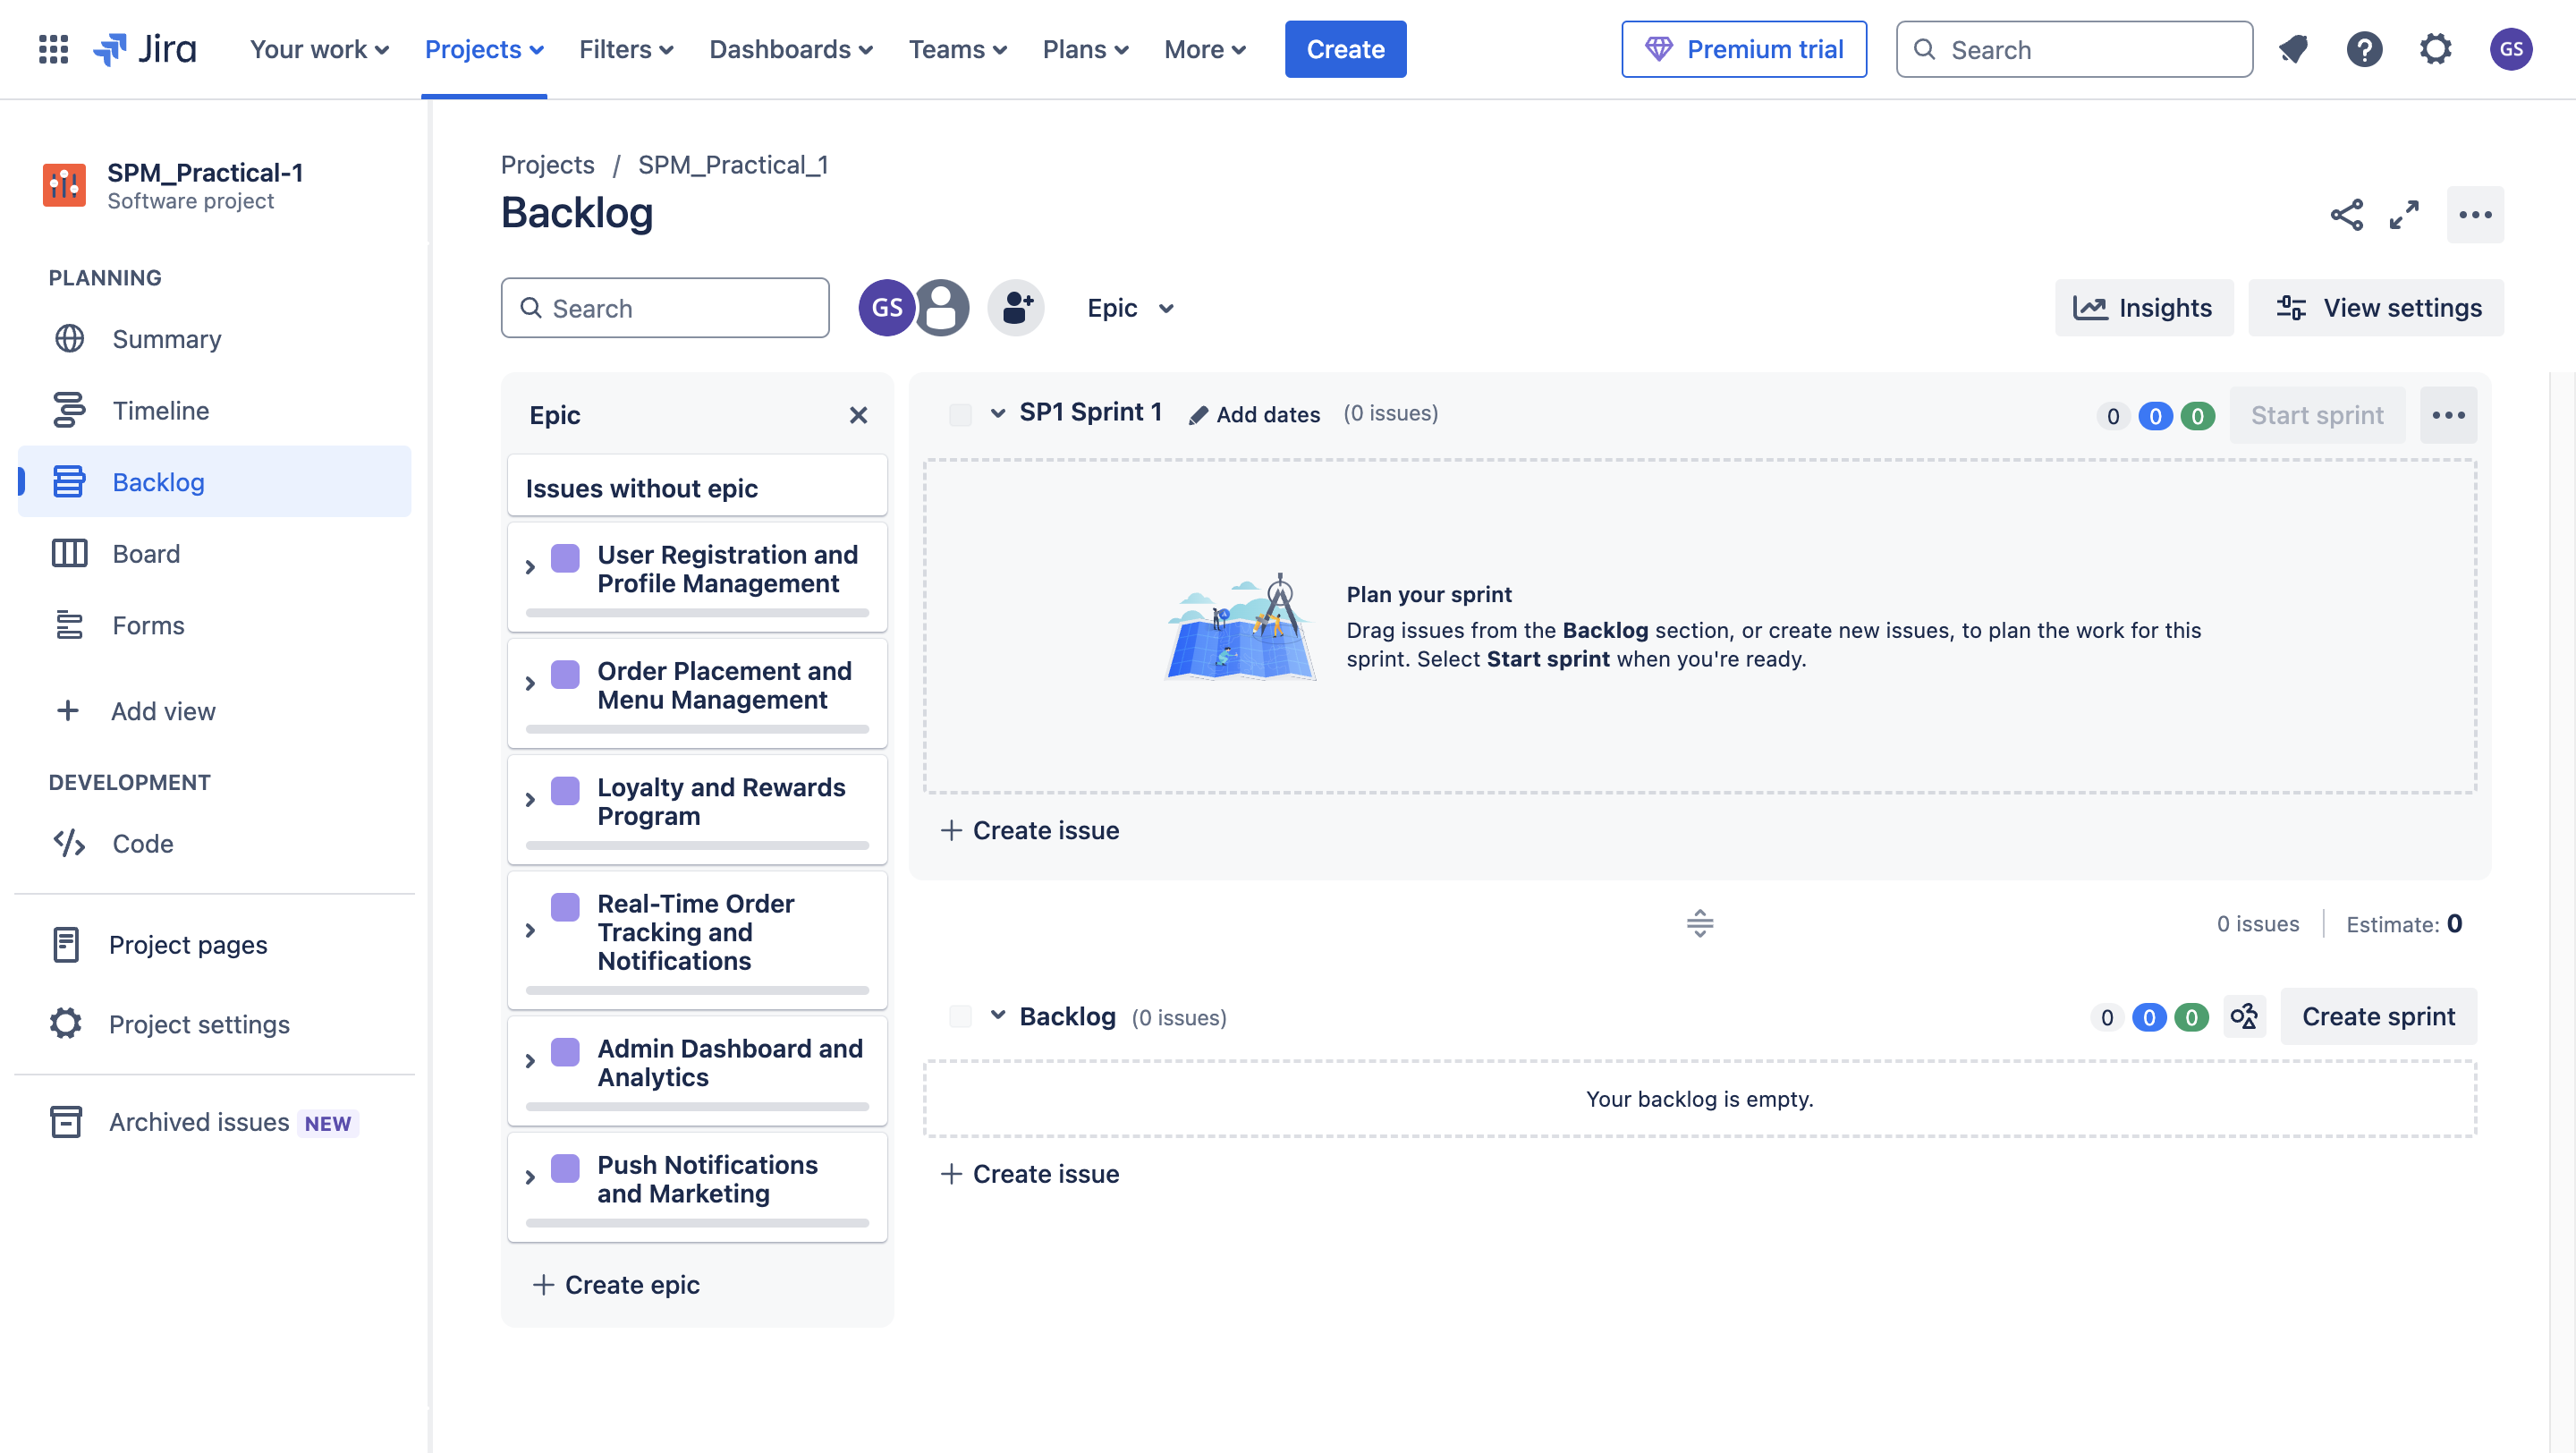 Jira
Your work
Projects
Filters
Dashboards
Teams
Plans
More
Create
Premium trial
Search
GS
SPM_Practical-1
Software project
PLANNING
Summary
Timeline
Backlog
Board
Forms
Add view
DEVELOPMENT
Code
Project pages
Project settings
Archived issues NEW
Projects / SPM_Practical_1
Backlog
Search
GS
Epic
Insights
View settings
Epic
Issues without epic
User Registration and
Profile Management
Order Placement and
Menu Management
Loyalty and Rewards
Program
Real-Time Order
Tracking and
Notifications
Admin Dashboard and
Analytics
Push Notifications
and Marketing
Create epic
SP1 Sprint 1 Add dates (0 issues)
0 0 0 Start sprint
Plan your sprint
Drag issues from the Backlog section, or create new issues, to plan the work for this
sprint. Select Start sprint when you're ready.
Create issue
0 issues Estimate: 0
Backlog (0 issues)
0 0 0 Create sprint
Your backlog is empty.
Create issue